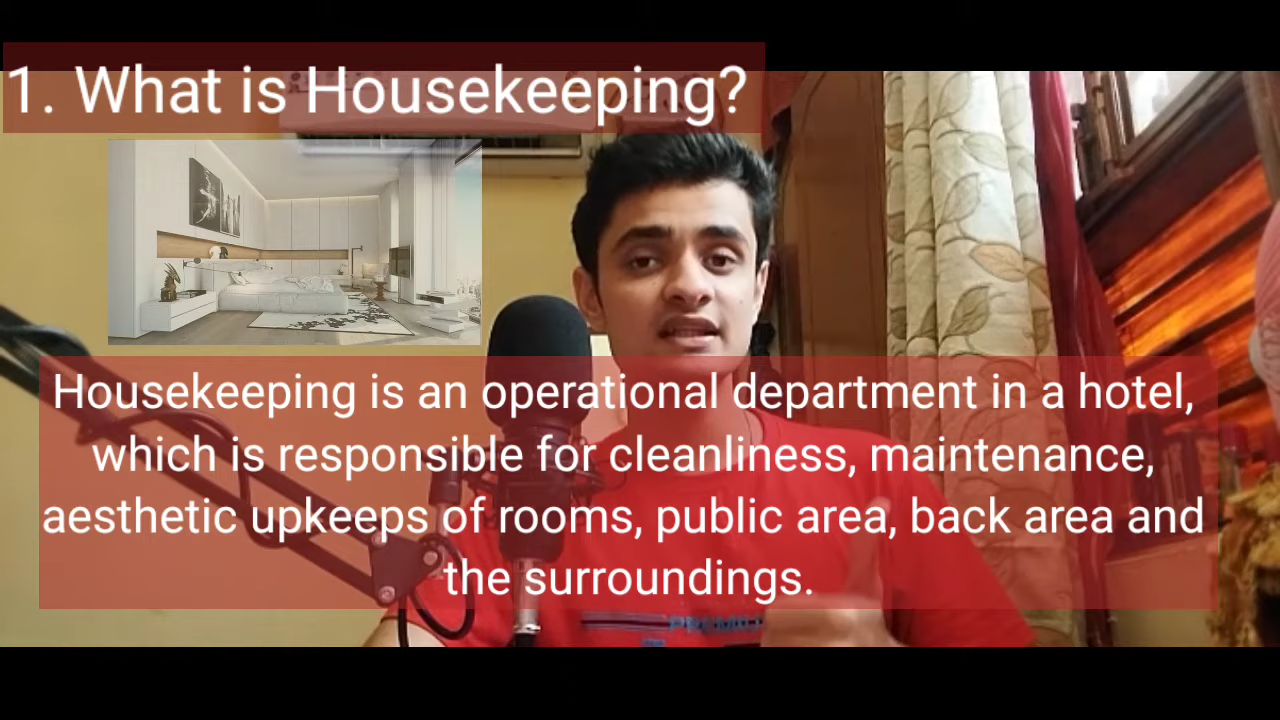 1. What is Housekeeping?
Housekeeping is an operational department in a hotel,
which is responsible for cleanliness, maintenance,
aesthetic upkeeps of rooms, public area, back area and
the surroundings.